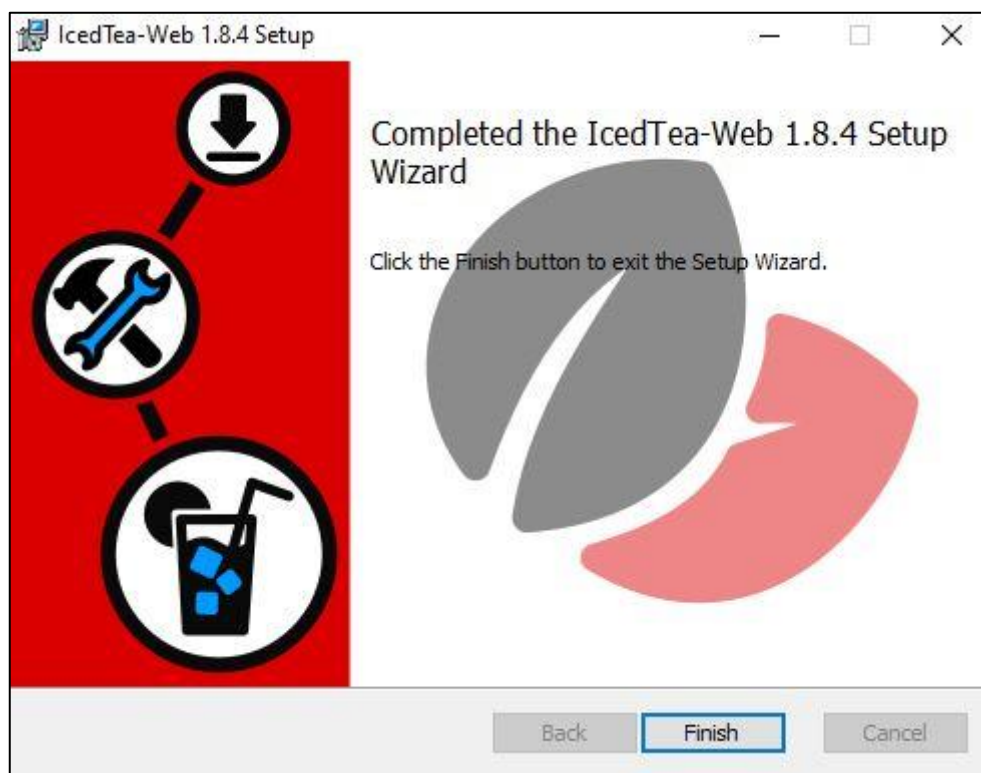 IcedTea-Web 1.8.4 Setup
Completed the IcedTea-Web 1.8.4 Setup
Wizard
Click the Finish button to exit the Setup Wizard.
Back Finish Cancel